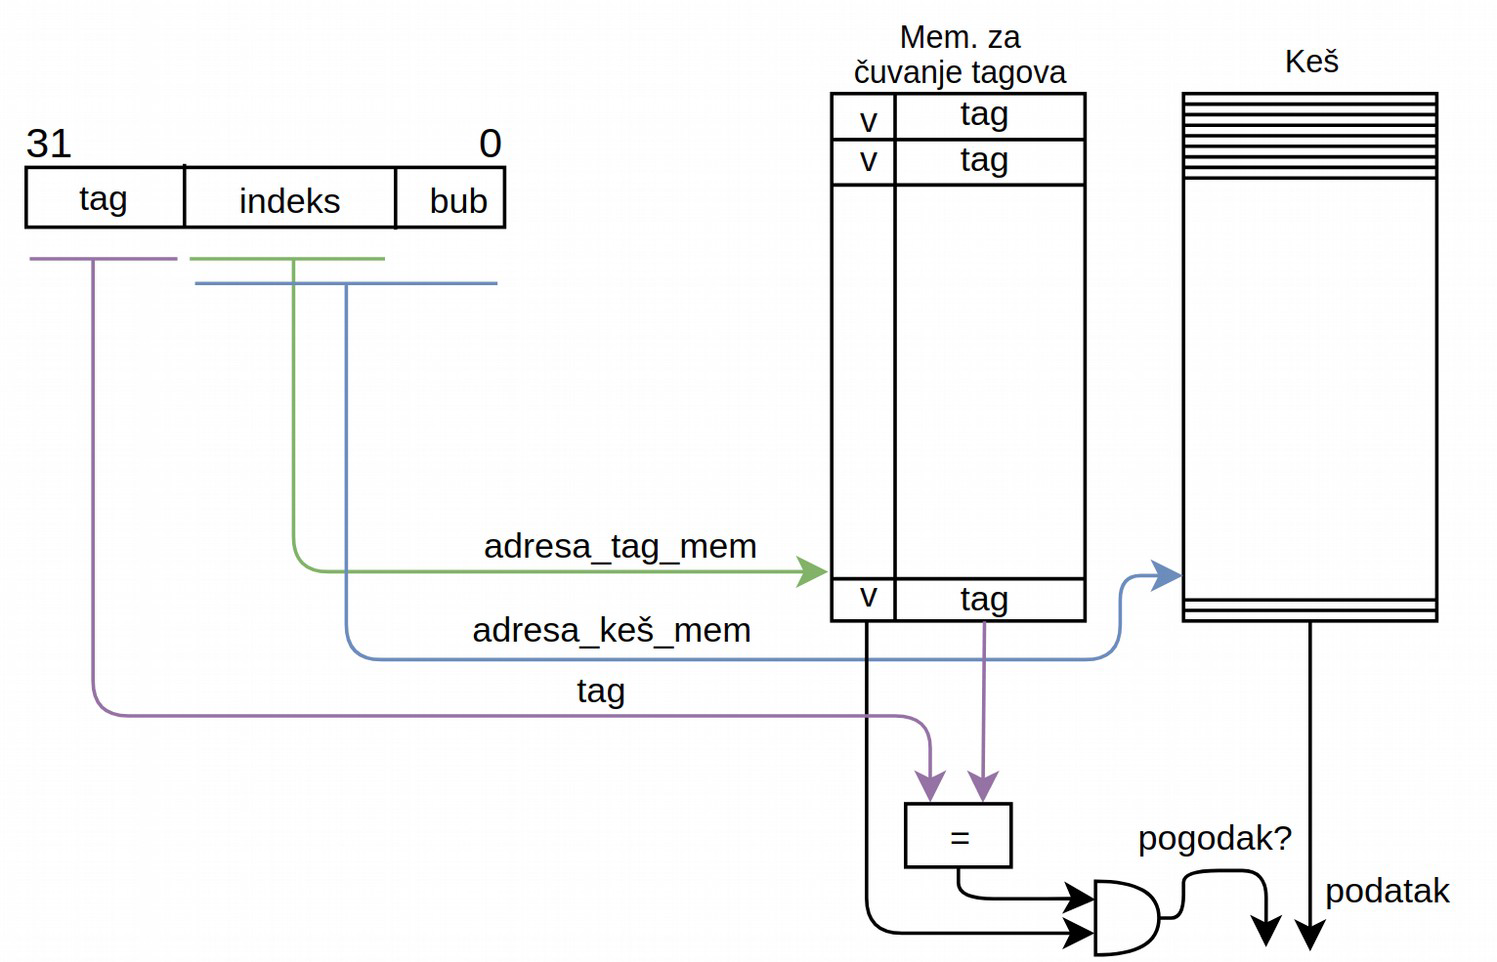 Mem. za
čuvanje tagova
Keš
31
0
tag
indeks
bub
v
tag
v
tag
adresa_tag_mem
v
tag
adresa_keš_mem
tag
=
pogodak?
podatak